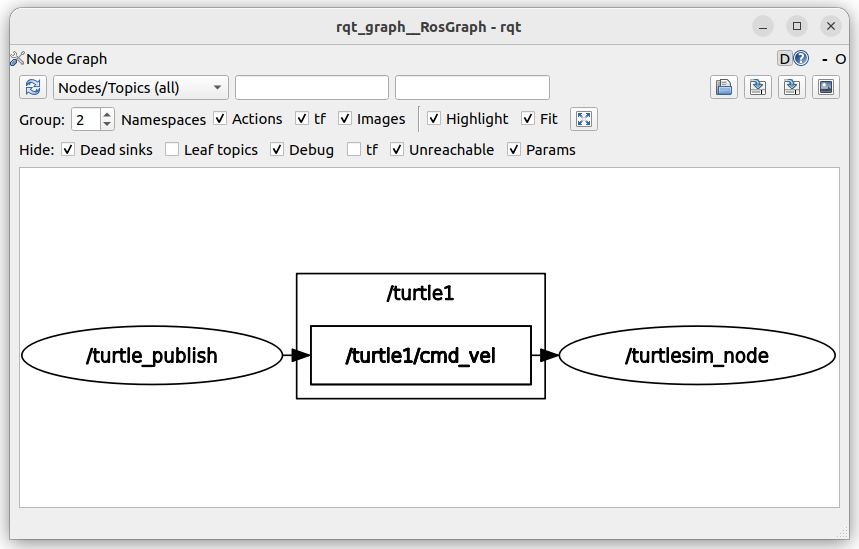 rqt_graph__RosGraph - rqt
Node Graph
D ? - O
Nodes/Topics (all)
Group: 2 Namespaces Actions tf Images Highlight Fit
Hide: Dead sinks Leaf topics Debug tf Unreachable Params
/turtle1
/turtle_publish /turtle1/cmd_vel /turtlesim_node